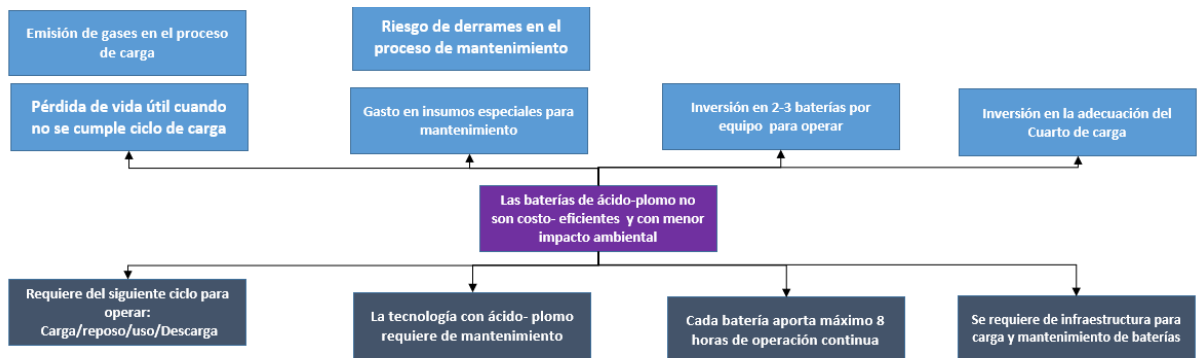 Emisión de gases en el proceso
de carga
Riesgo de derrames en el
proceso de mantenimiento
Pérdida de vida útil cuando
no se cumple ciclo de carga
Gasto en insumos especiales para
mantenimiento
Inversión en 2-3 baterías por
equipo para operar
Inversión en la adecuación del
Cuarto de carga
Las baterías de ácido-plomo no
son costo- eficientes y con menor
impacto ambiental
Requiere del siguiente ciclo para
operar:
Carga/reposo/uso/Descarga
La tecnología con ácido- plomo
requiere de mantenimiento
Cada batería aporta máximo 8
horas de operación continua
Se requiere de infraestructura para
carga y mantenimiento de baterías